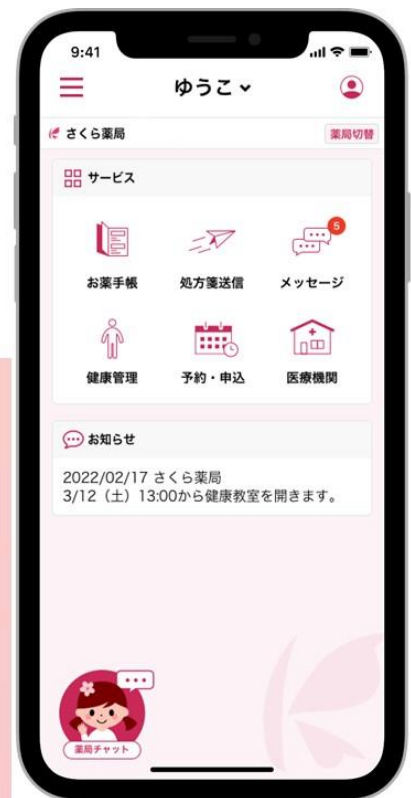 9:41
ゆうこ
さくら薬局
薬局切替
サービス
お薬手帳
処方箋送信
メッセージ
5
健康管理
予約・申込
医療機関
お知らせ
2022/02/17 さくら薬局
3/12（土）13:00から健康教室を開きます。
薬局チャット